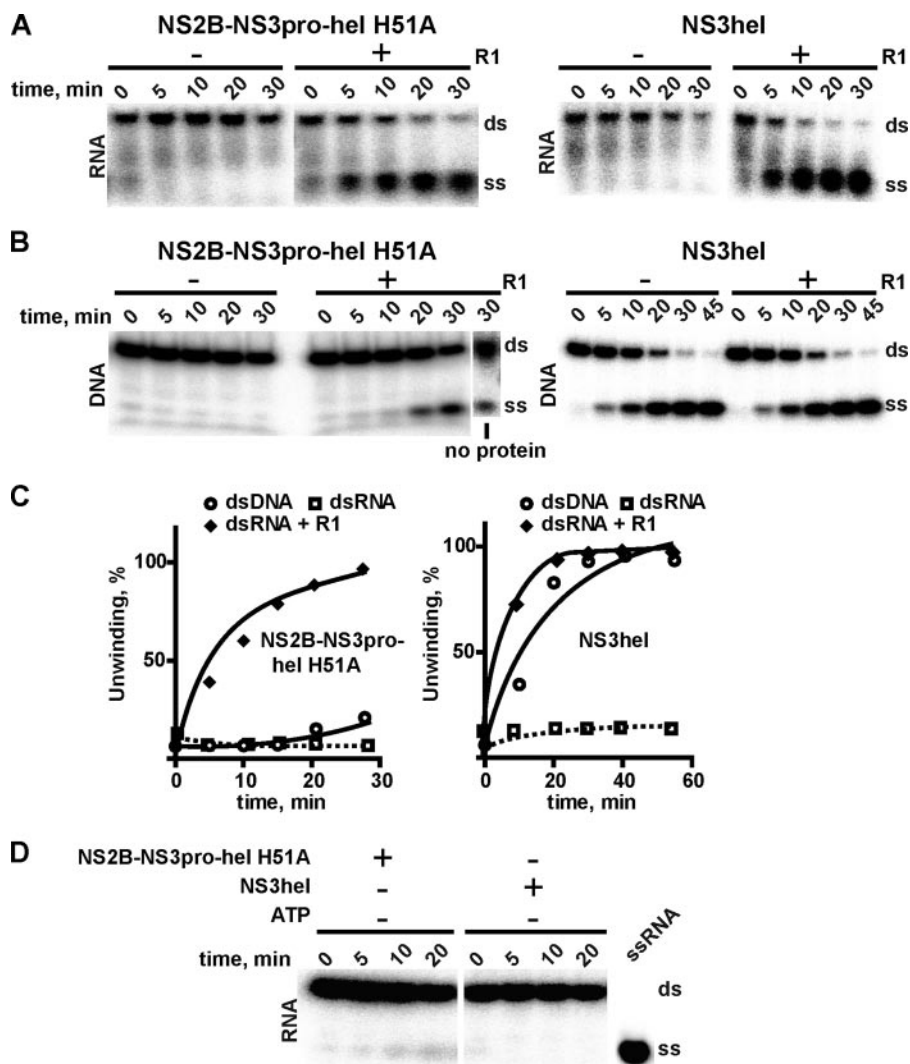 A
NS2B-NS3pro-hel H51A NS3hel
- + R1 - +
time, min 0 5 10 20 30 0 5 10 20 30 0 5 10 20 30 0 5 10 20 30
RNA ds RNA ds
ss ss
B
NS2B-NS3pro-hel H51A NS3hel
- + R1 - + R1
time, min 0 5 10 20 30 0 5 10 20 30 30 0 5 10 20 30 45 0 5 10 20 30 45
DNA ds DNA ds
ss ss
no protein
C
dsDNA dsRNA dsDNA dsRNA
dsRNA + R1 dsRNA + R1
Unwinding, % 100 50 Unwinding, % 100 50
NS2B-NS3pro- NS3hel
hel H51A
0 10 20 30 0 20 40 60
time, min time, min
D
NS2B-NS3pro-hel H51A + -
NS3hel - +
ATP - -
ssRNA
time, min 0 5 10 20 0 5 10 20
RNA ds
ss